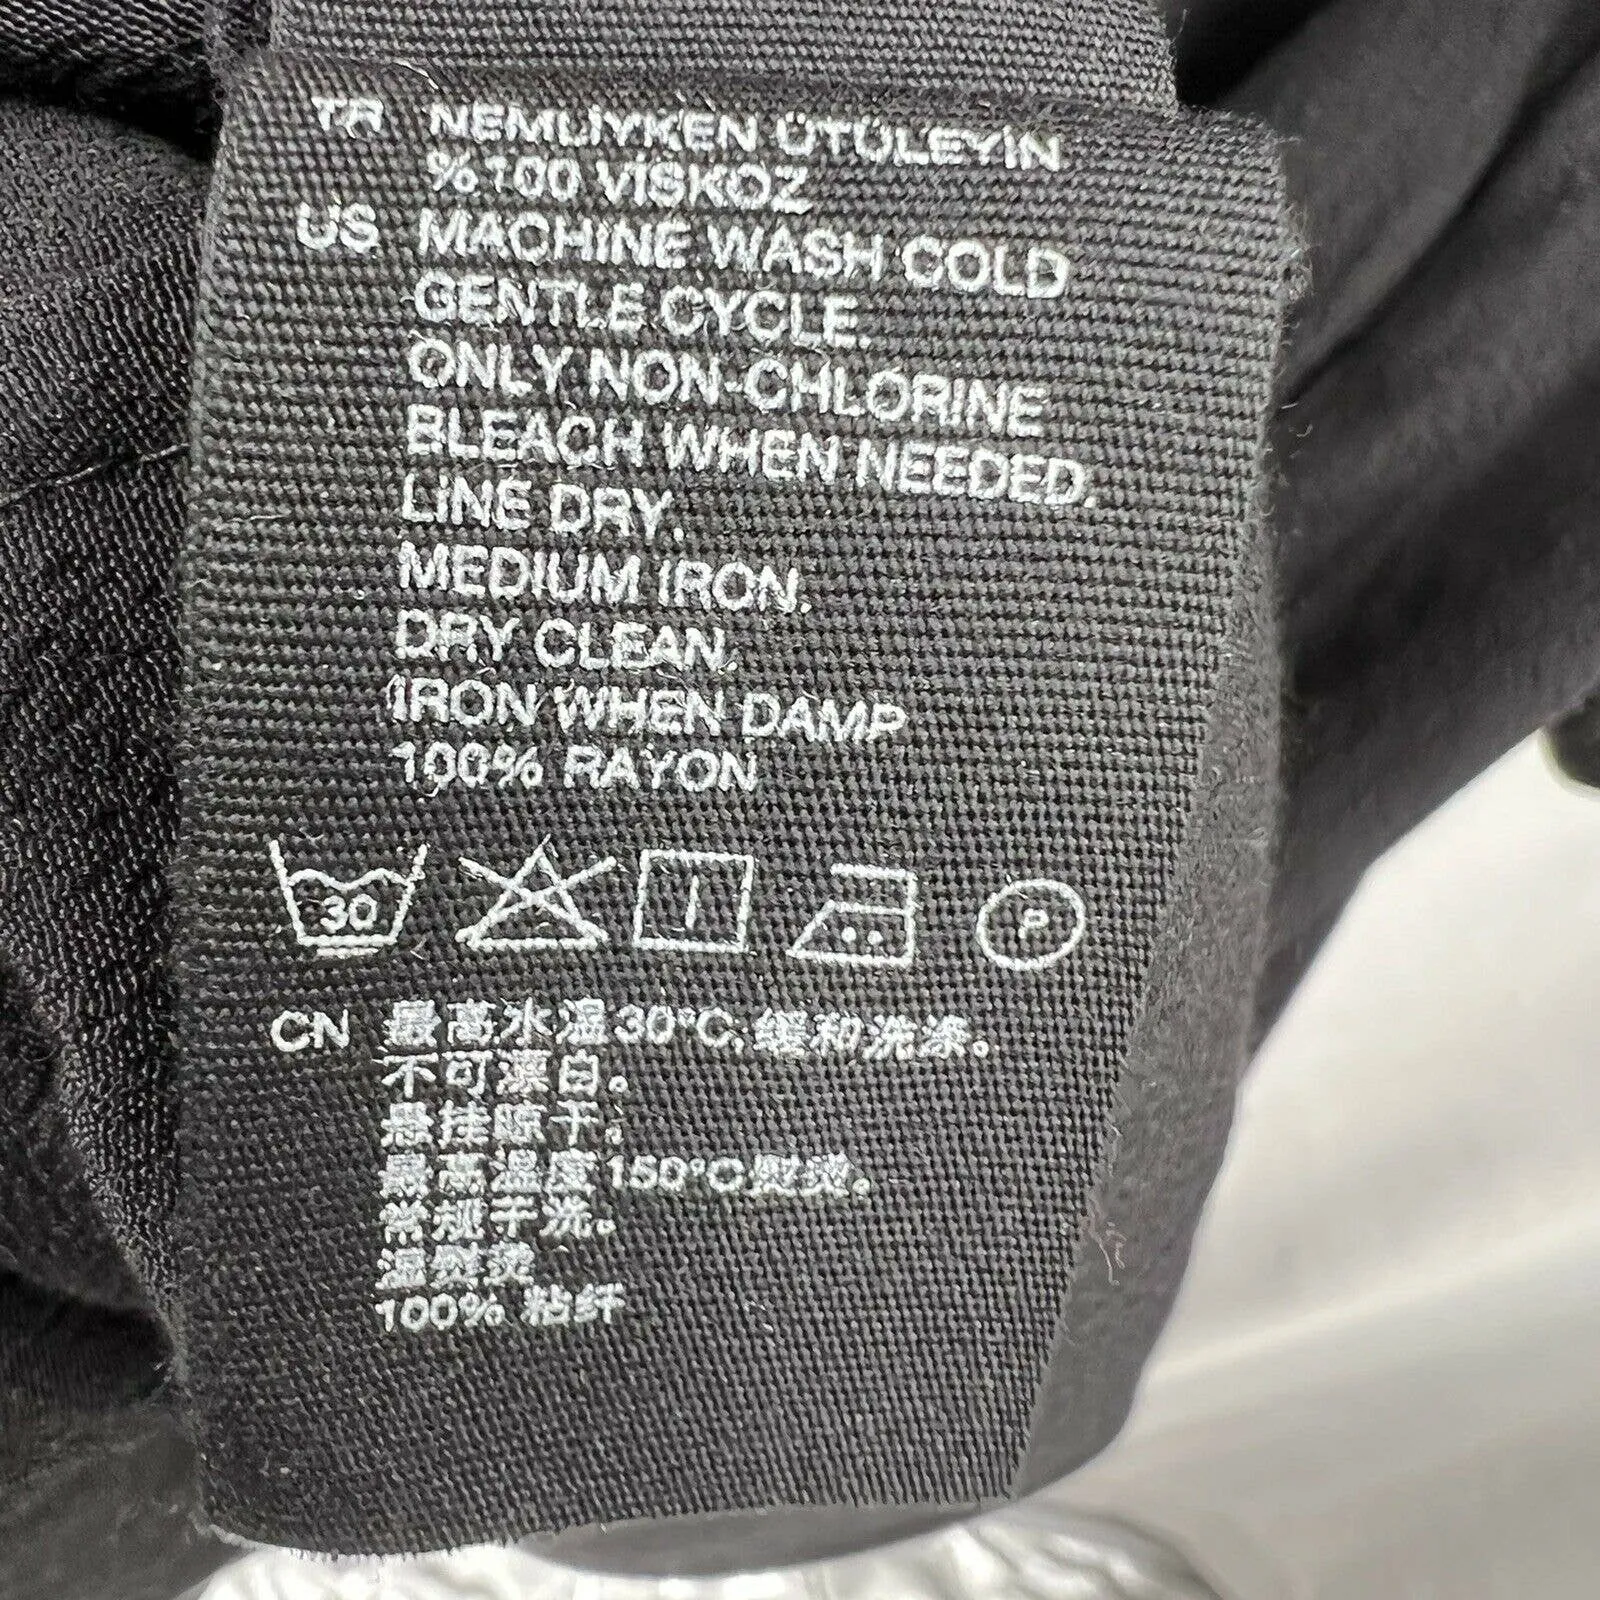 TR NEMLİYKEN ÜTÜLEYİN
%100 VİSKOZ
US MACHINE WASH COLD
GENTLE CYCLE.
ONLY NON-CHLORINE
BLEACH WHEN NEEDED.
LINE DRY.
MEDIUM IRON.
DRY CLEAN.
IRON WHEN DAMP
100% RAYON
30 P
CN 最高水温30°C,缓和洗涤。
不可漂白。
悬挂晾干。
最高温度150°C熨烫。
常规干洗。
湿熨烫
100% 粘纤